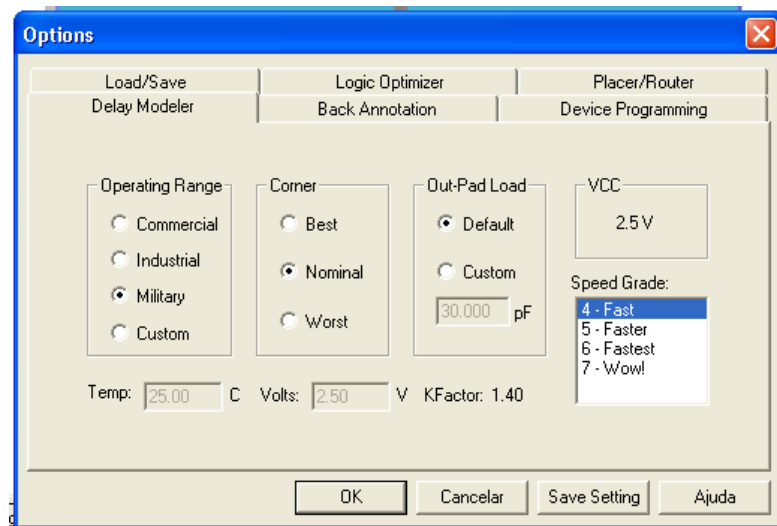 Options
Load/Save Logic Optimizer Placer/Router
Delay Modeler Back Annotation Device Programming
Operating Range Corner Out-Pad Load VCC
Commercial Best Default 2.5 V
Industrial
Nominal Custom
Speed Grade:
Military
30.000 pF
4 - Fast
Custom Worst
5 - Faster
6 - Fastest
7 - Wow!
Temp: 25.00 C Volts: 2.50 V KFactor: 1.40
OK Cancelar Save Setting Ajuda